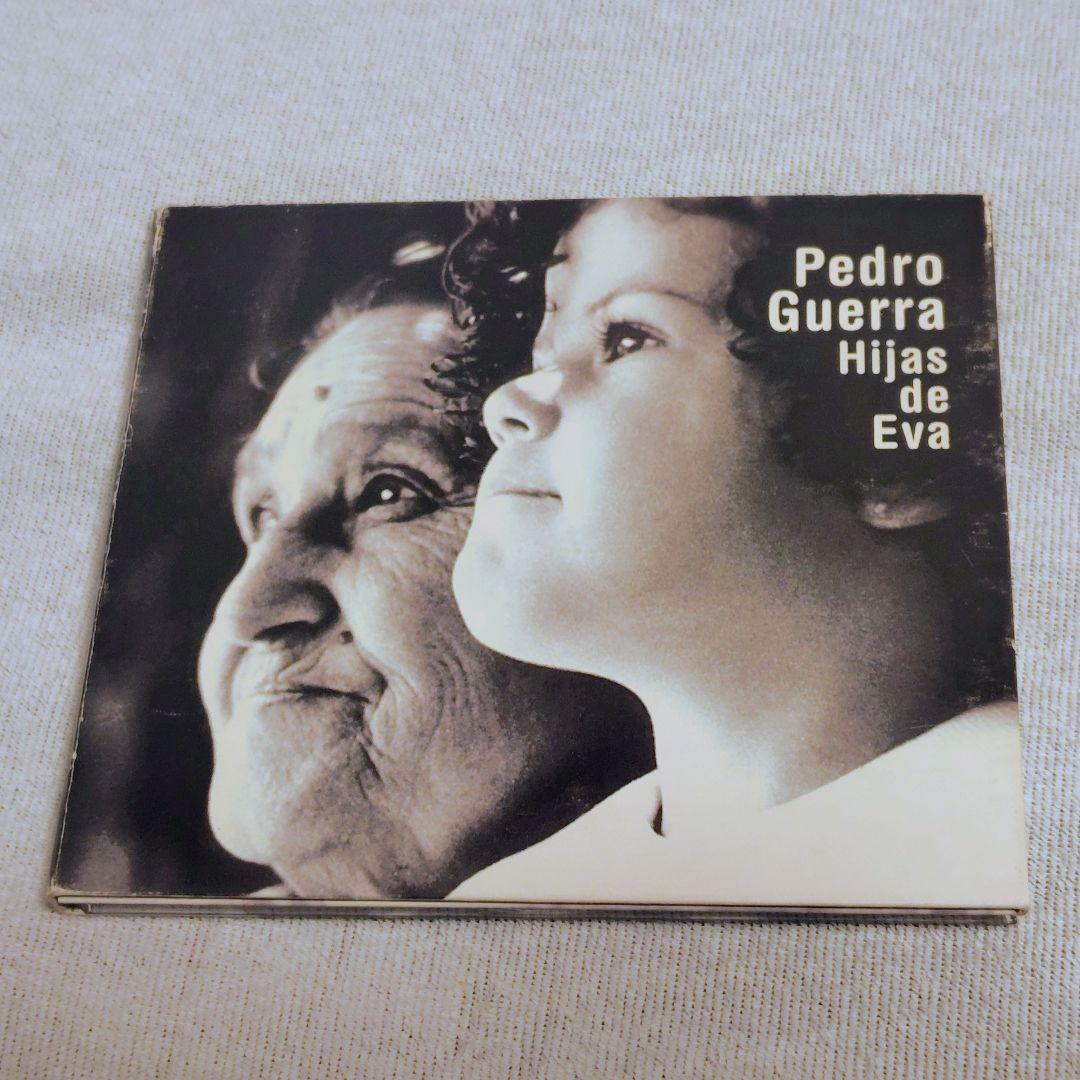 Pedro
Guerra
Hijas
de
Eva